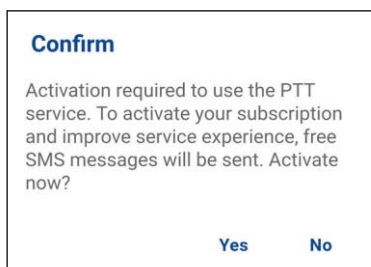 Confirm
Activation required to use the PTT
service. To activate your subscription
and improve service experience, free
SMS messages will be sent. Activate
now?
Yes No